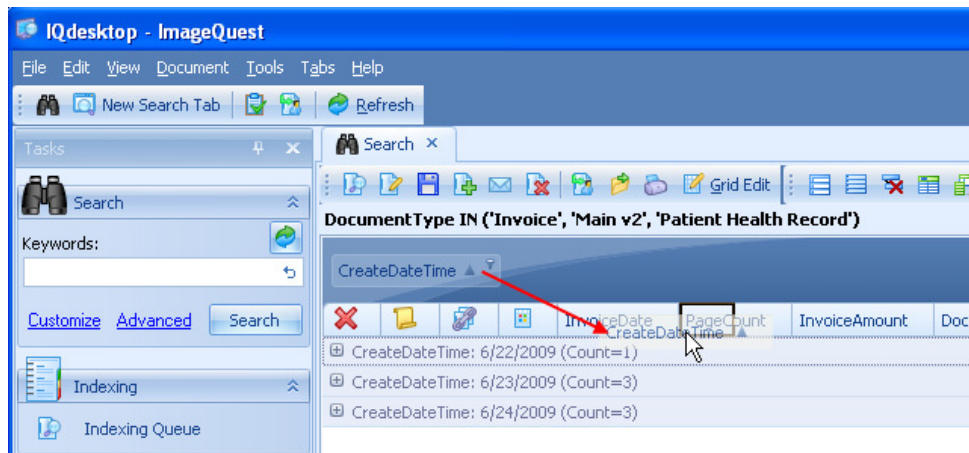 IQdesktop - ImageQuest
File Edit View Document Tools Tabs Help
New Search Tab Refresh
Tasks
Search
Search
Grid Edit
DocumentType IN ('Invoice', 'Main v2', 'Patient Health Record')
Keywords:
CreateDateTime
Customize Advanced Search
InvoiceDate PageCount InvoiceAmount Doc
CreateDateTime
CreateDateTime: 6/22/2009 (Count=1)
CreateDateTime: 6/23/2009 (Count=3)
CreateDateTime: 6/24/2009 (Count=3)
Indexing
Indexing Queue